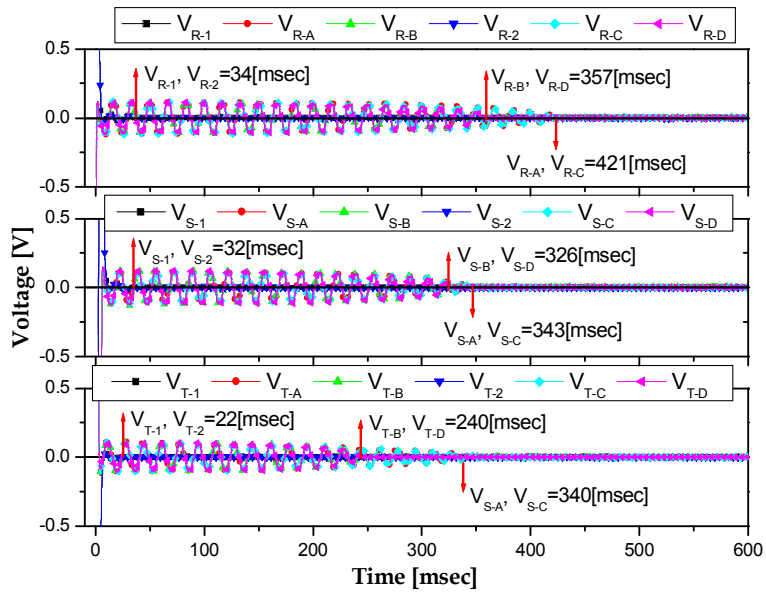 V_R-1 V_R-A V_R-B V_R-2 V_R-C V_R-D
0.5
V_R-1, V_R-2=34[msec]
V_R-B, V_R-D=357[msec]
0.0
V_R-A, V_R-C=421[msec]
-0.5
V_S-1 V_S-A V_S-B V_S-2 V_S-C V_S-D
0.5
V_S-1, V_S-2=32[msec]
V_S-B, V_S-D=326[msec]
0.0
V_S-A, V_S-C=343[msec]
-0.5
V_T-1 V_T-A V_T-B V_T-2 V_T-C V_T-D
0.5
V_T-1, V_T-2=22[msec]
V_T-B, V_T-D=240[msec]
0.0
V_S-A, V_S-C=340[msec]
-0.5
0 100 200 300 400 500 600
Voltage [V]
Time [msec]